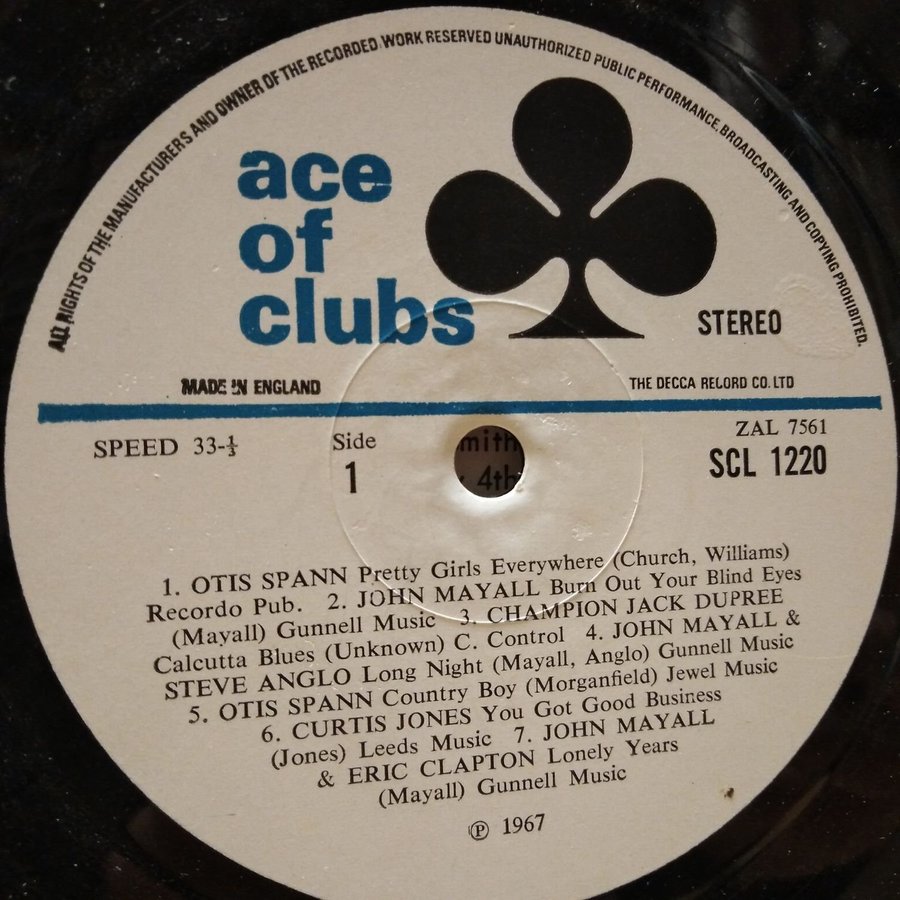 ALL RIGHTS OF THE MANUFACTURERS AND OWNER OF THE RECORDED WORK RESERVED UNAUTHORIZED PUBLIC PERFORMANCE, BROADCASTING AND COPYING PROHIBITED.
ace
of
clubs
STEREO
MADE IN ENGLAND
THE DECCA RECORD CO. LTD
SPEED 33-⅓
Side
1
ZAL 7561
SCL 1220
mith
4th
1. OTIS SPANN Pretty Girls Everywhere (Church, Williams)
Recordo Pub. 2. JOHN MAYALL Burn Out Your Blind Eyes
(Mayall) Gunnell Music 3. CHAMPION JACK DUPREE
Calcutta Blues (Unknown) C. Control 4. JOHN MAYALL &
STEVE ANGLO Long Night (Mayall, Anglo) Gunnell Music
5. OTIS SPANN Country Boy (Morganfield) Jewel Music
6. CURTIS JONES You Got Good Business
(Jones) Leeds Music 7. JOHN MAYALL
& ERIC CLAPTON Lonely Years
(Mayall) Gunnell Music
℗ 1967